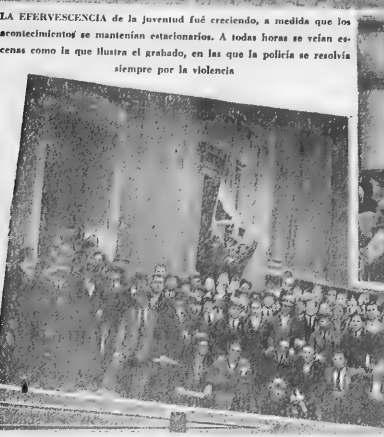 LA EFERVESCENCIA de la juventud fué creciendo, a medida que los
acontecimientos se mantenían estacionarios. A todas horas se veían es-
cenas como la que ilustra el grabado, en las que la policía se resolvía
siempre por la violencia